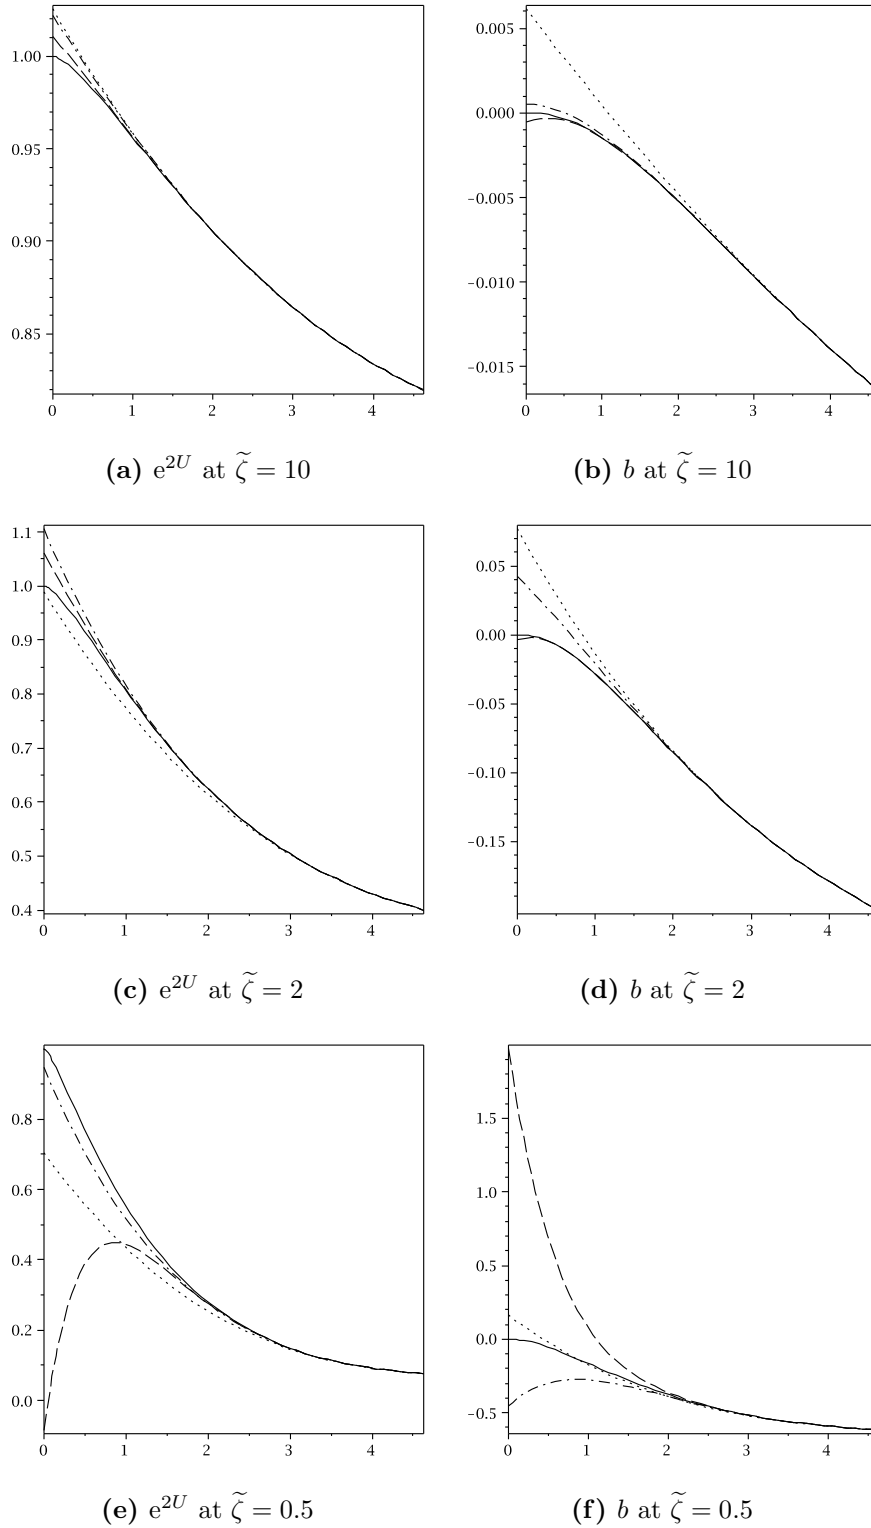 1.00
0.95
0.90
0.85
0 1 2 3 4
(a) e^{2U} at ζ̃ = 10
0.005
0.000
−0.005
−0.010
−0.015
0 1 2 3 4
(b) b at ζ̃ = 10
1.1
1.0
0.9
0.8
0.7
0.6
0.5
0.4
0 1 2 3 4
(c) e^{2U} at ζ̃ = 2
0.05
0.00
−0.05
−0.10
−0.15
0 1 2 3 4
(d) b at ζ̃ = 2
0.8
0.6
0.4
0.2
0.0
0 1 2 3 4
(e) e^{2U} at ζ̃ = 0.5
1.5
1.0
0.5
0.0
−0.5
0 1 2 3 4
(f) b at ζ̃ = 0.5